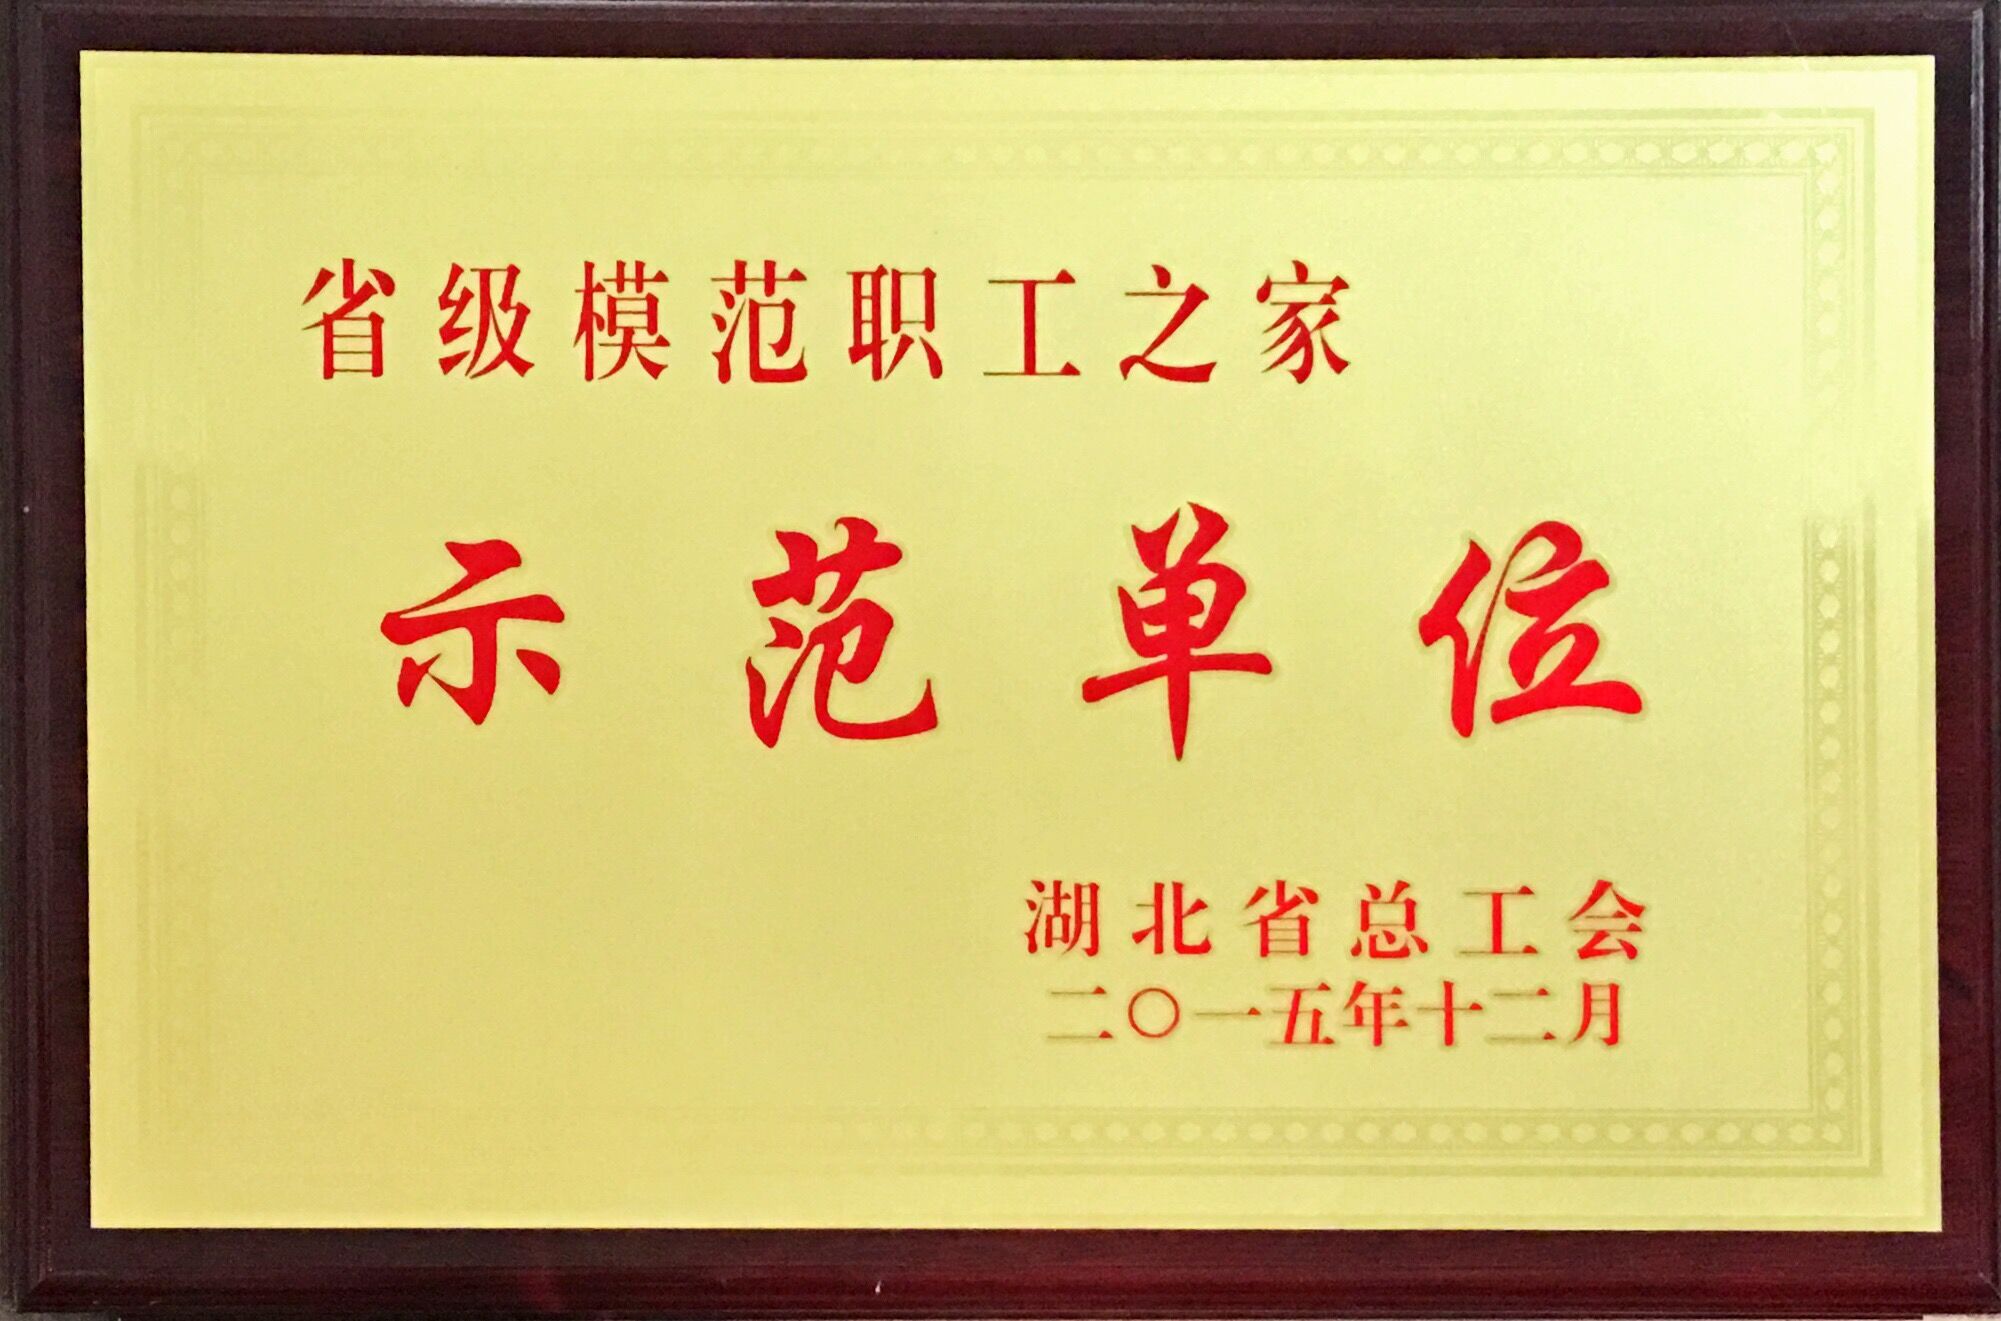 省级模范职工之家
示范单位
湖北省总工会
二〇一五年十二月